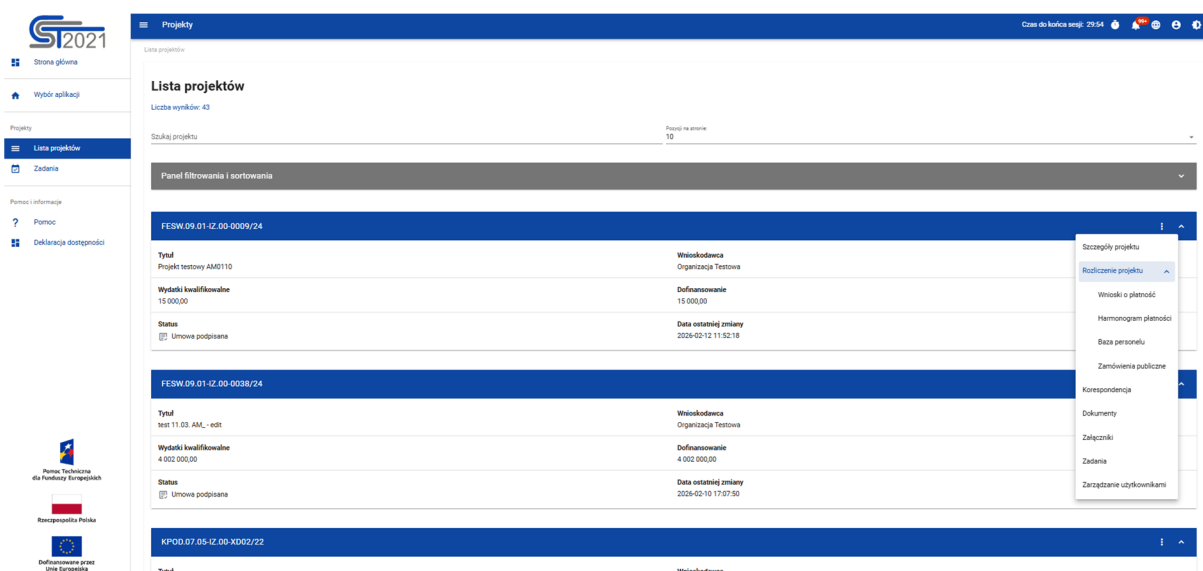 CST2021
Strona główna
Wybór aplikacji
Projekty
Lista projektów
Zadania
Pomoc i informacje
? Pomoc
Deklaracja dostępności
Pomoc Techniczna
dla Funduszy Europejskich
Rzeczpospolita Polska
Dofinansowane przez
Unię Europejską
Projekty
Czas do końca sesji: 29:54
99+
Lista projektów
Lista projektów
Liczba wyników: 43
Szukaj projektu
Pozycji na stronie:
10
Panel filtrowania i sortowania
FESW.09.01-IZ.00-0009/24
Tytuł
Projekt testowy AM0110
Wnioskodawca
Organizacja Testowa
Wydatki kwalifikowalne
15 000,00
Dofinansowanie
15 000,00
Status
Umowa podpisana
Data ostatniej zmiany
2026-02-12 11:52:18
Szczegóły projektu
Rozliczenie projektu
Wnioski o płatność
Harmonogram płatności
Baza personelu
Zamówienia publiczne
Korespondencja
Dokumenty
Załączniki
Zadania
Zarządzanie użytkownikami
FESW.09.01-IZ.00-0038/24
Tytuł
test 11.03. AM_ - edit
Wnioskodawca
Organizacja Testowa
Wydatki kwalifikowalne
4 002 000,00
Dofinansowanie
4 002 000,00
Status
Umowa podpisana
Data ostatniej zmiany
2026-02-10 17:07:50
KPOD.07.05-IZ.00-XD02/22
Tytuł
Wnioskodawca